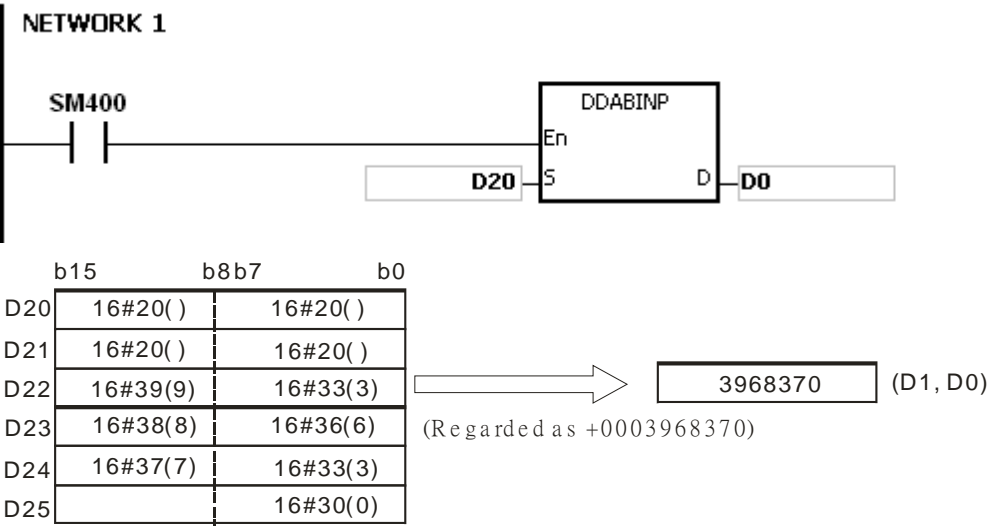 NETWORK 1
SM400
DDABINP
En
D20 S D D0
b15 b8 b7 b0
D20 16#20( ) 16#20( )
D21 16#20( ) 16#20( )
D22 16#39(9) 16#33(3) 3968370 (D1, D0)
D23 16#38(8) 16#36(6) (Regarded as +0003968370)
D24 16#37(7) 16#33(3)
D25 16#30(0)